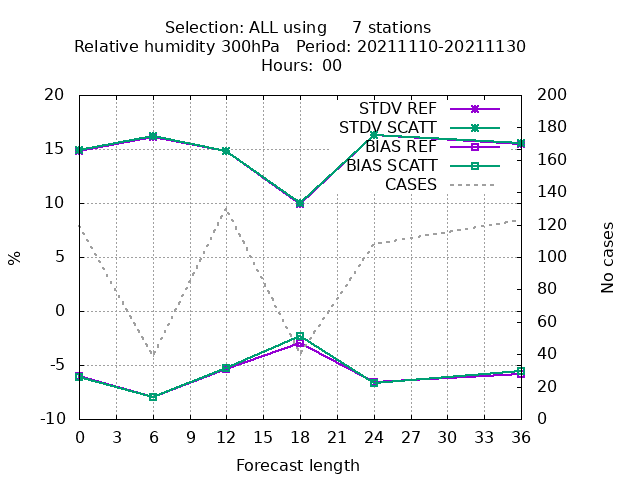 Selection: ALL using 7 stations
Relative humidity 300hPa Period: 20211110-20211130
Hours: 00
20
15
10
5
0
-5
-10
%
200
180
160
140
120
100
80
60
40
20
0
No cases
STDV REF
STDV SCATT
BIAS REF
BIAS SCATT
CASES
0 3 6 9 12 15 18 21 24 27 30 33 36
Forecast length